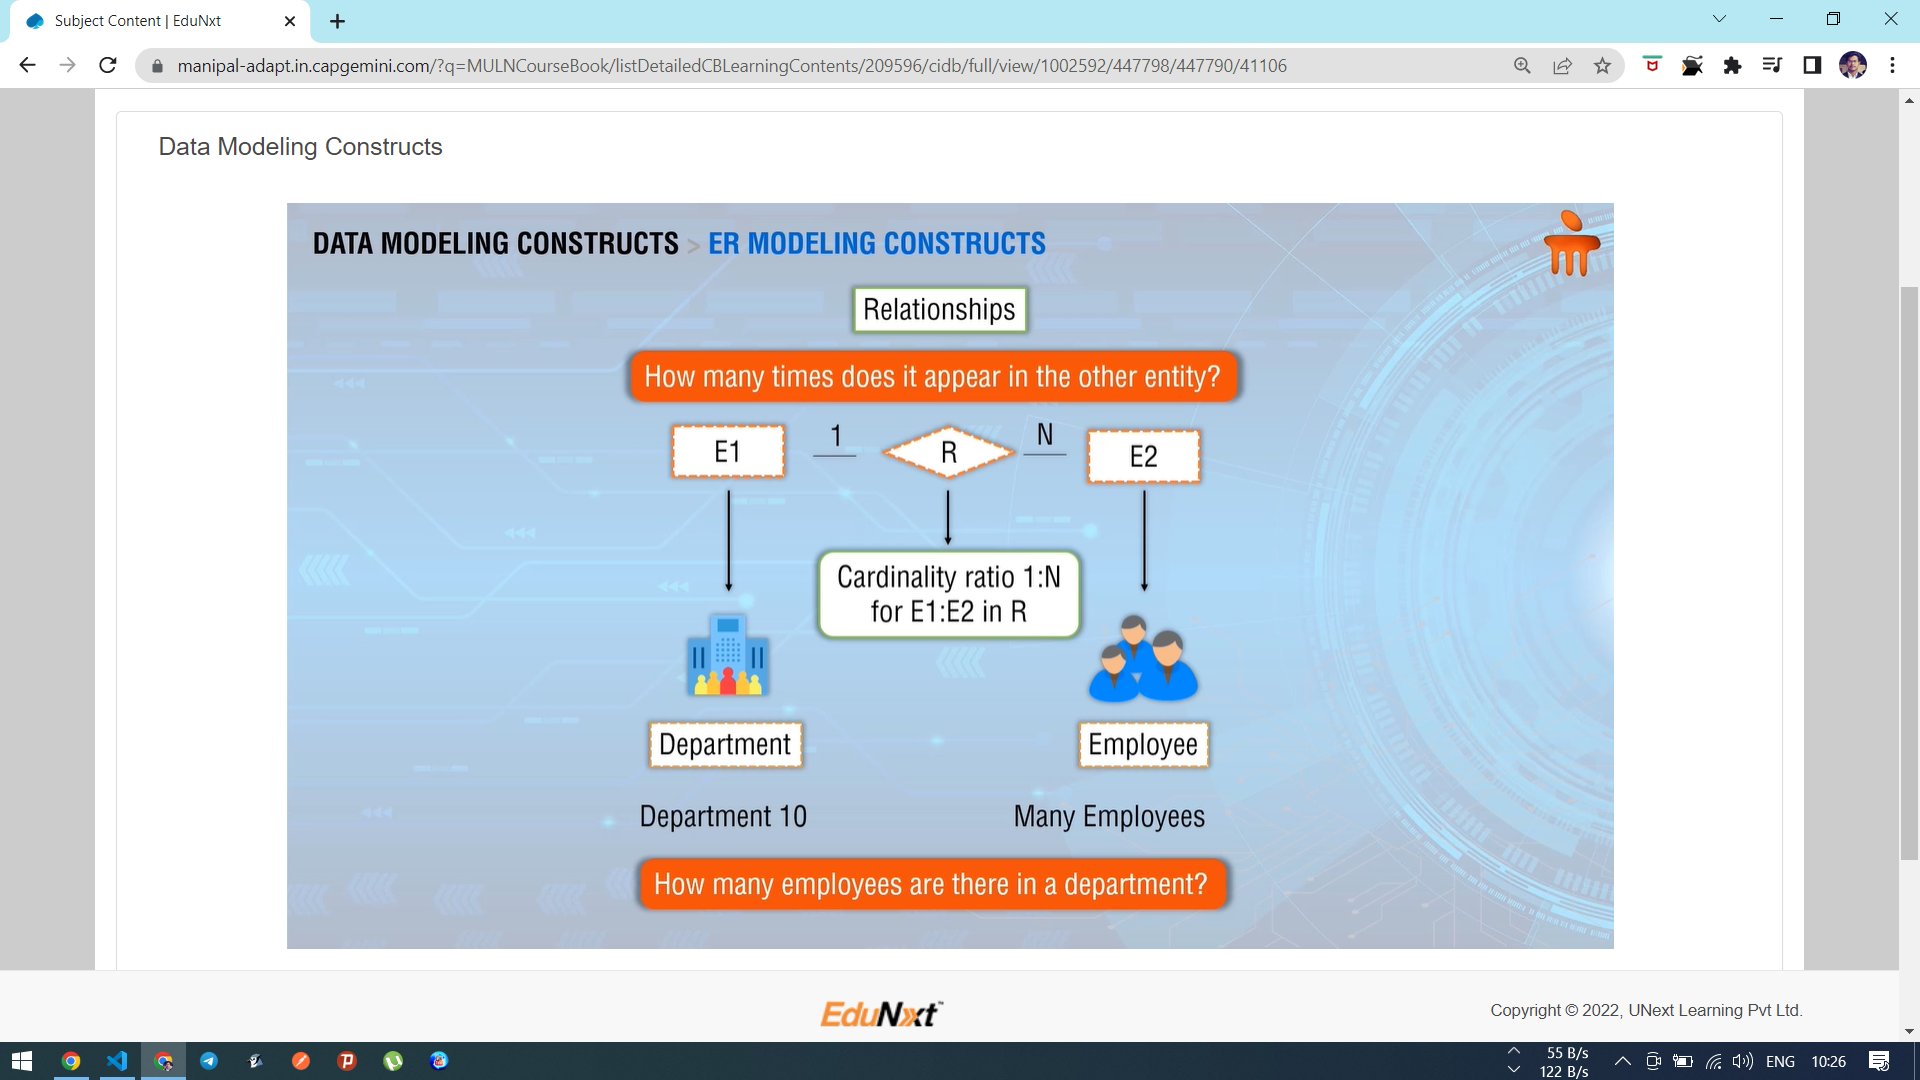 Subject Content | EduNxt
manipal-adapt.in.capgemini.com/?q=MULNCourseBook/listDetailedCBLearningContents/209596/cidb/full/view/1002592/447798/447790/41106
Data Modeling Constructs
DATA MODELING CONSTRUCTS > ER MODELING CONSTRUCTS
Relationships
How many times does it appear in the other entity?
E1 1 R N E2
Cardinality ratio 1:N
for E1:E2 in R
Department Employee
Department 10 Many Employees
How many employees are there in a department?
EduNxt™
Copyright © 2022, UNext Learning Pvt Ltd.
55 B/s
122 B/s
ENG 10:26